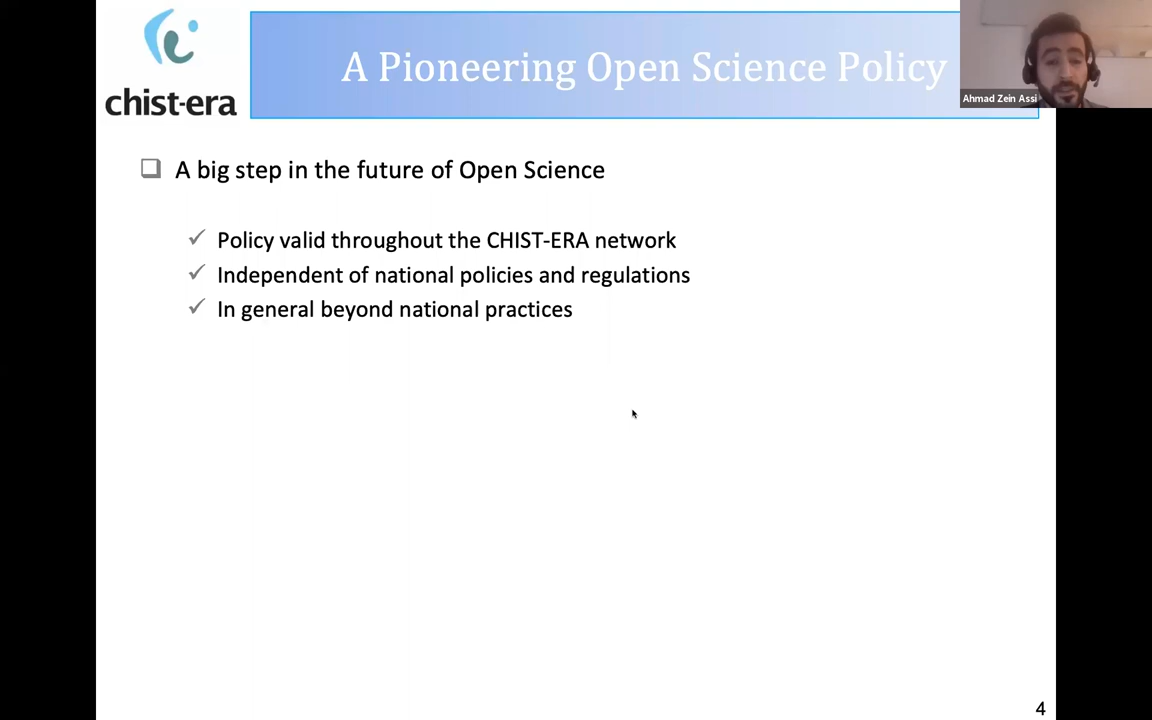 chist-era
A Pioneering Open Science Policy
Ahmad Zein Assi
A big step in the future of Open Science
Policy valid throughout the CHIST-ERA network
Independent of national policies and regulations
In general beyond national practices
4